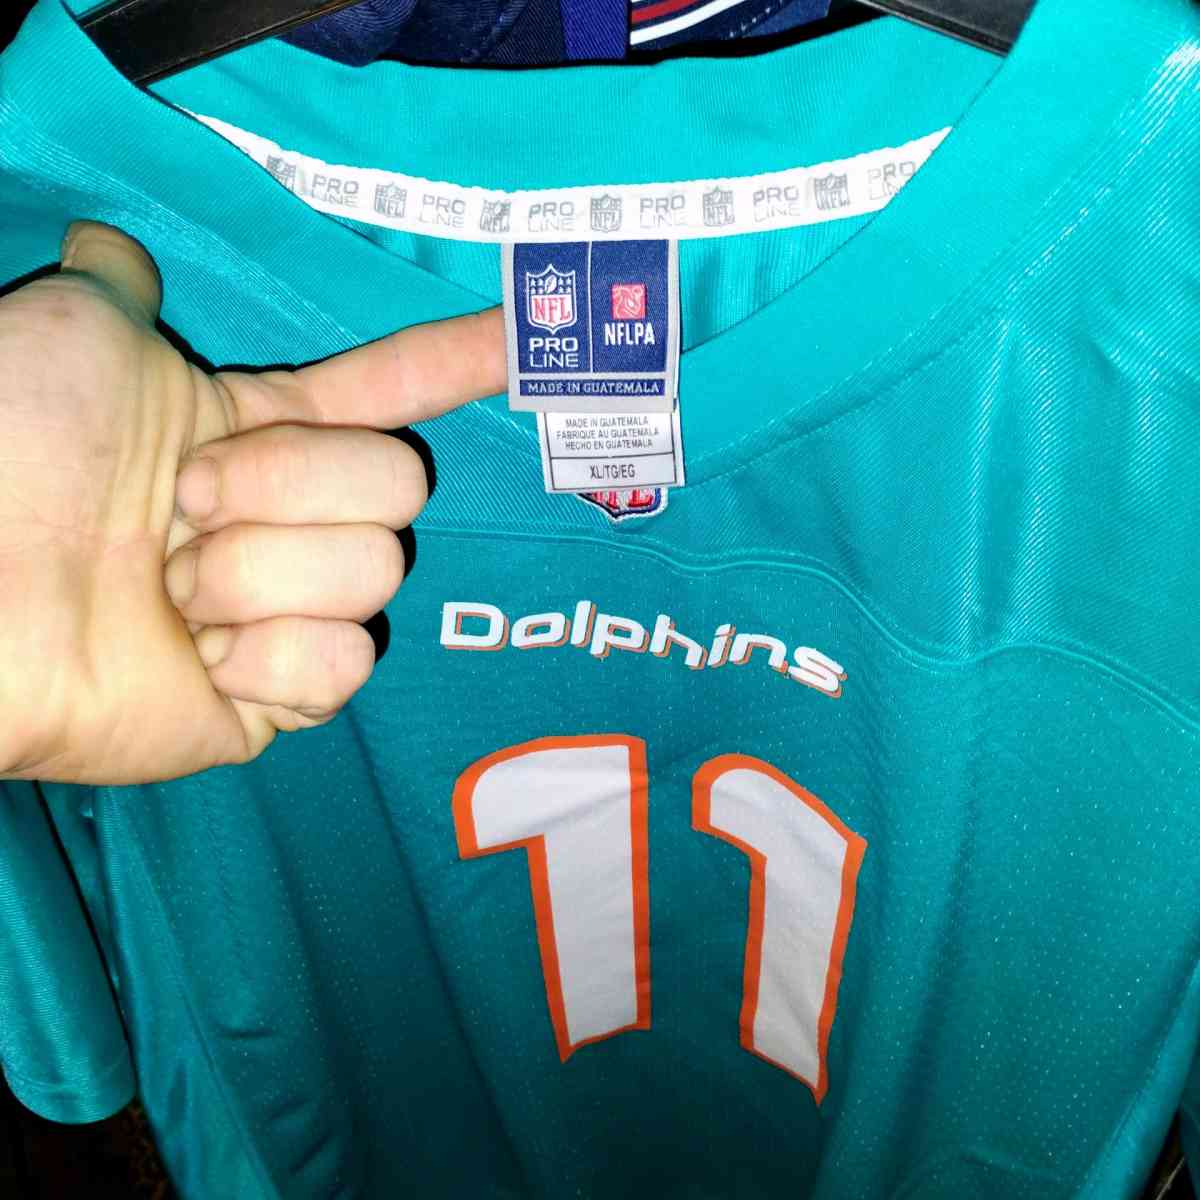 PRO LINE NFL PRO LINE NFL PRO LINE NFL PRO LINE NFL PRO LINE NFL PRO LINE
NFL
PRO
LINE
NFLPA
MADE IN GUATEMALA
MADE IN GUATEMALA
FABRIQUE AU GUATEMALA
HECHO EN GUATEMALA
XL/TG/EG
NFL
Dolphins
11